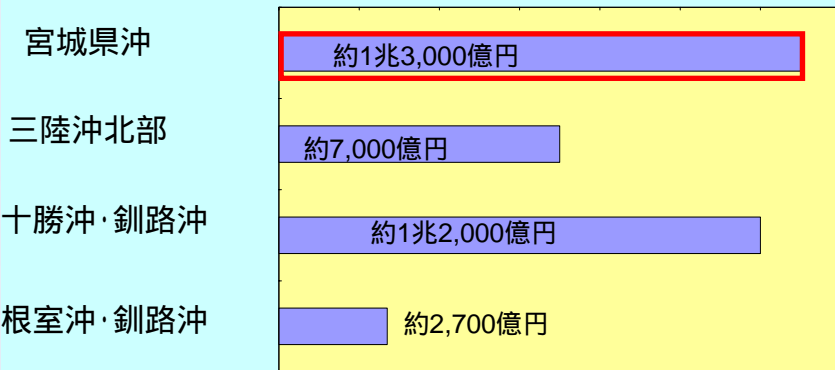 宮城県沖 約1兆3,000億円
三陸沖北部 約7,000億円
十勝沖・釧路沖 約1兆2,000億円
根室沖・釧路沖 約2,700億円